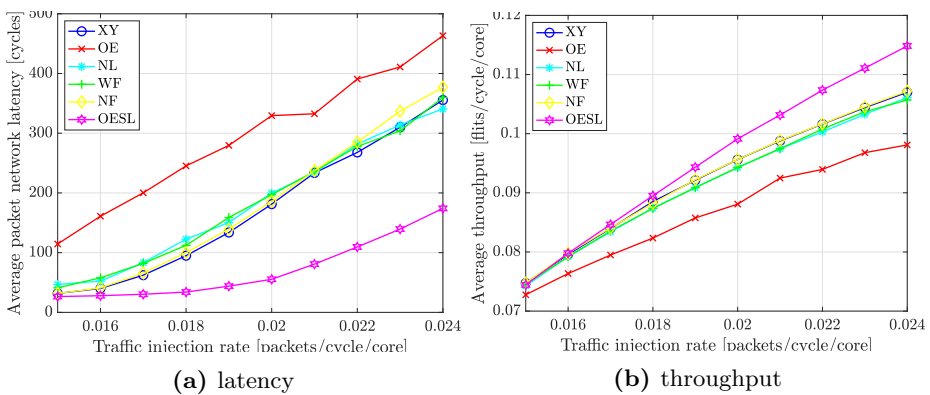 500
400
300
200
100
0
Average packet network latency [cycles]
XY
OE
NL
WF
NF
OESL
0.016
0.018
0.02
0.022
0.024
Traffic injection rate [packets/cycle/core]
(a) latency
0.12
0.11
0.1
0.09
0.08
0.07
Average throughput [flits/cycle/core]
XY
OE
NL
WF
NF
OESL
0.016
0.018
0.02
0.022
0.024
Traffic injection rate [packets/cycle/core]
(b) throughput